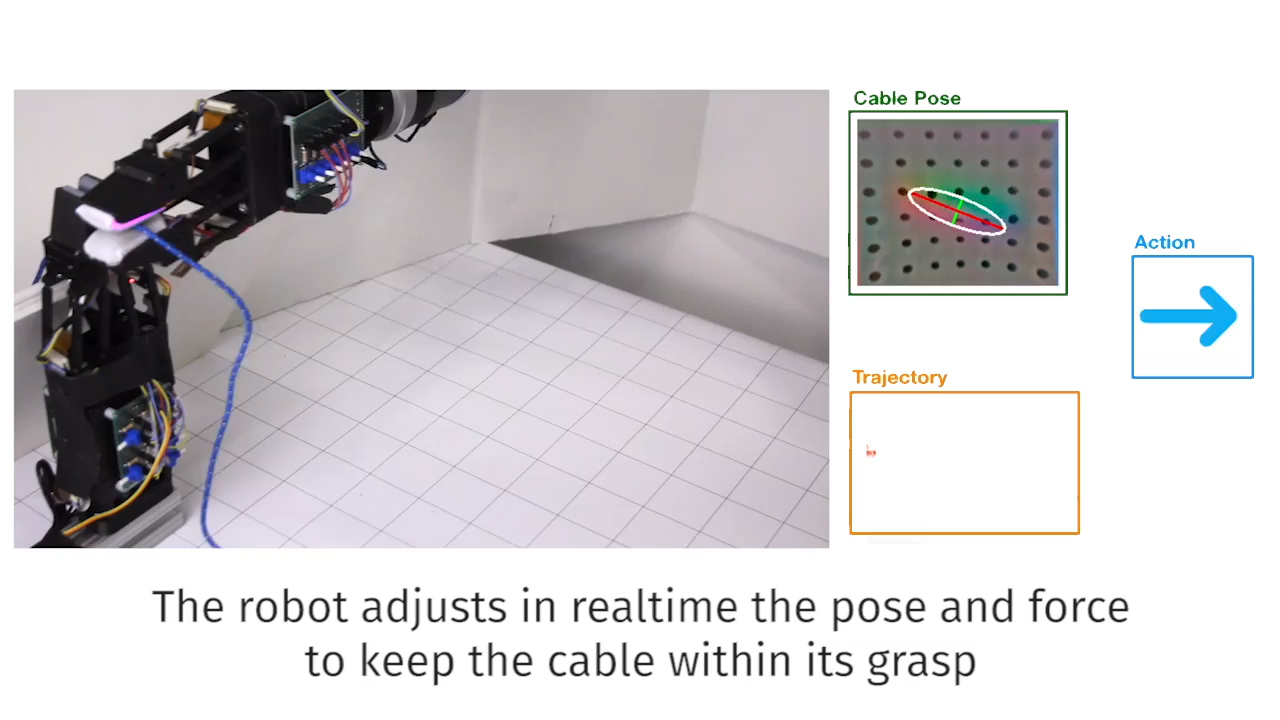 Cable Pose
Action
Trajectory
The robot adjusts in realtime the pose and force
to keep the cable within its grasp